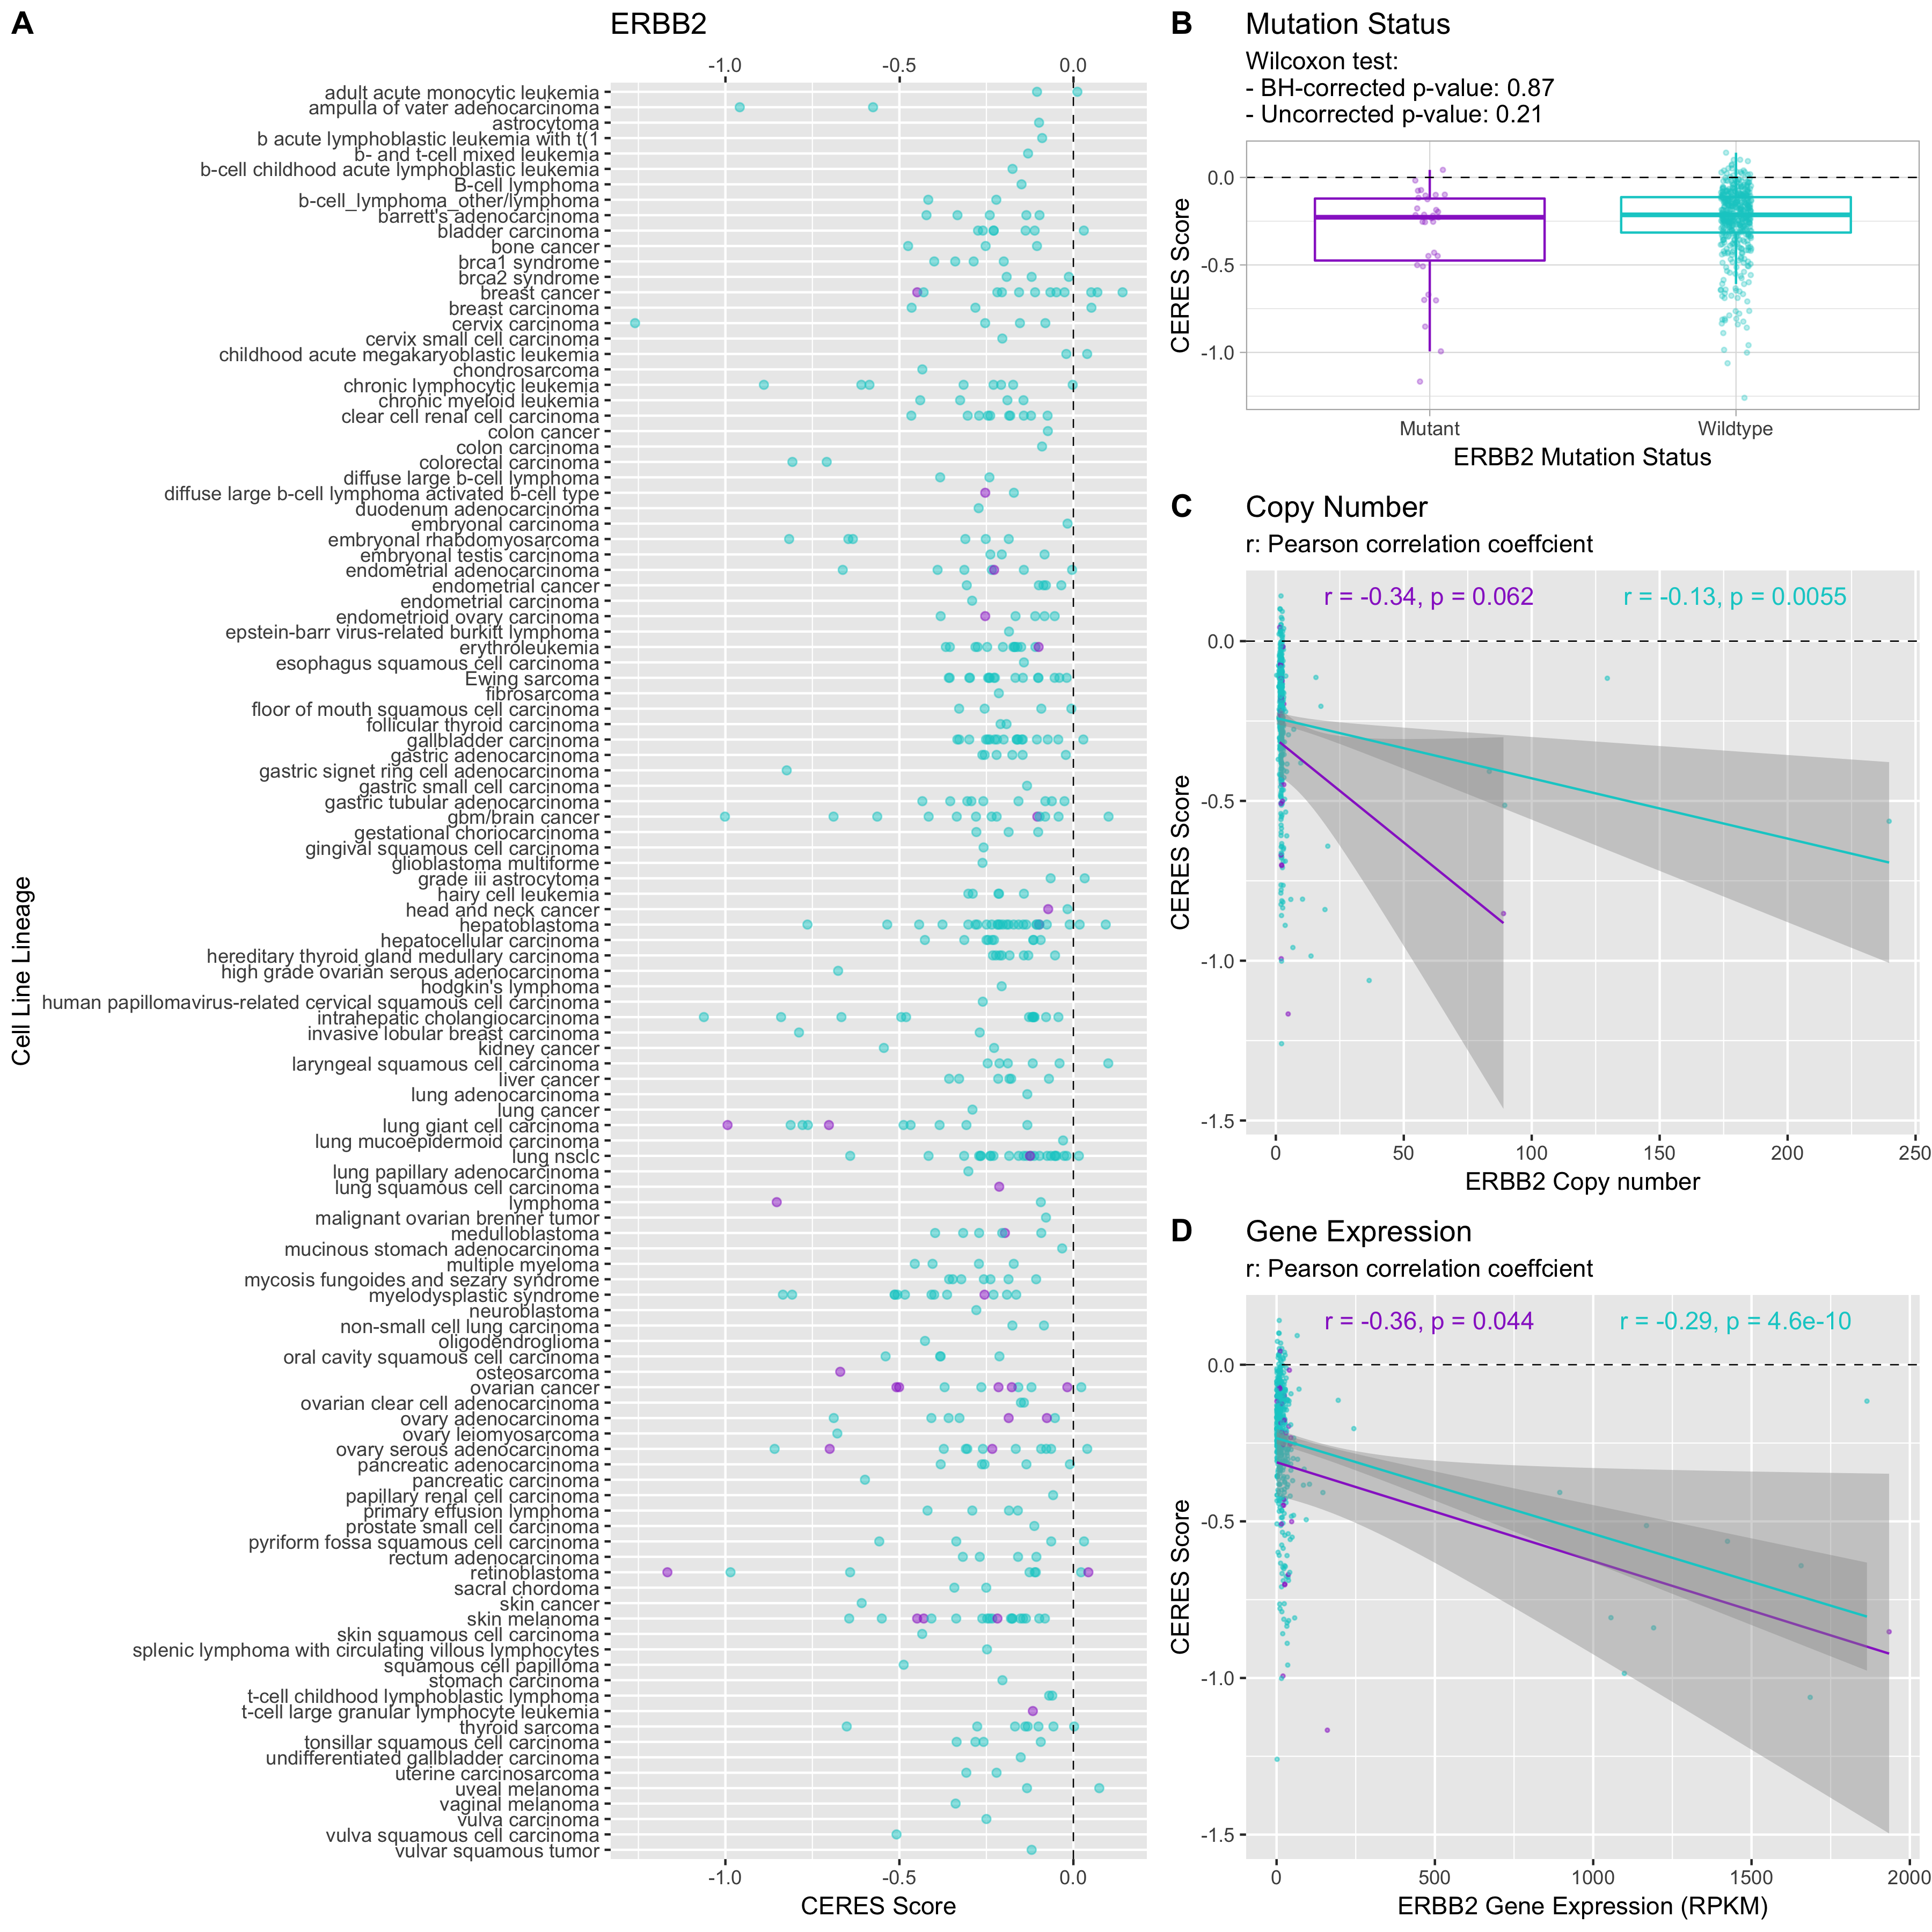 A
ERBB2
-1.0 -0.5 0.0
Cell Line Lineage
adult acute monocytic leukemia
ampulla of vater adenocarcinoma
astrocytoma
b acute lymphoblastic leukemia with t(1
b- and t-cell mixed leukemia
b-cell childhood acute lymphoblastic leukemia
B-cell lymphoma
b-cell_lymphoma_other/lymphoma
barrett's adenocarcinoma
bladder carcinoma
bone cancer
brca1 syndrome
brca2 syndrome
breast cancer
breast carcinoma
cervix carcinoma
cervix small cell carcinoma
childhood acute megakaryoblastic leukemia
chondrosarcoma
chronic lymphocytic leukemia
chronic myeloid leukemia
clear cell renal cell carcinoma
colon cancer
colon carcinoma
colorectal carcinoma
diffuse large b-cell lymphoma
diffuse large b-cell lymphoma activated b-cell type
duodenum adenocarcinoma
embryonal carcinoma
embryonal rhabdomyosarcoma
embryonal testis carcinoma
endometrial adenocarcinoma
endometrial cancer
endometrial carcinoma
endometrioid ovary carcinoma
epstein-barr virus-related burkitt lymphoma
erythroleukemia
esophagus squamous cell carcinoma
Ewing sarcoma
fibrosarcoma
floor of mouth squamous cell carcinoma
follicular thyroid carcinoma
gallbladder carcinoma
gastric adenocarcinoma
gastric signet ring cell adenocarcinoma
gastric small cell carcinoma
gastric tubular adenocarcinoma
gbm/brain cancer
gestational choriocarcinoma
gingival squamous cell carcinoma
glioblastoma multiforme
grade iii astrocytoma
hairy cell leukemia
head and neck cancer
hepatoblastoma
hepatocellular carcinoma
hereditary thyroid gland medullary carcinoma
high grade ovarian serous adenocarcinoma
hodgkin's lymphoma
human papillomavirus-related cervical squamous cell carcinoma
intrahepatic cholangiocarcinoma
invasive lobular breast carcinoma
kidney cancer
laryngeal squamous cell carcinoma
liver cancer
lung adenocarcinoma
lung cancer
lung giant cell carcinoma
lung mucoepidermoid carcinoma
lung nsclc
lung papillary adenocarcinoma
lung squamous cell carcinoma
lymphoma
malignant ovarian brenner tumor
medulloblastoma
mucinous stomach adenocarcinoma
multiple myeloma
mycosis fungoides and sezary syndrome
myelodysplastic syndrome
neuroblastoma
non-small cell lung carcinoma
oligodendroglioma
oral cavity squamous cell carcinoma
osteosarcoma
ovarian cancer
ovarian clear cell adenocarcinoma
ovary adenocarcinoma
ovary leiomyosarcoma
ovary serous adenocarcinoma
pancreatic adenocarcinoma
pancreatic carcinoma
papillary renal cell carcinoma
primary effusion lymphoma
prostate small cell carcinoma
pyriform fossa squamous cell carcinoma
rectum adenocarcinoma
retinoblastoma
sacral chordoma
skin cancer
skin melanoma
skin squamous cell carcinoma
splenic lymphoma with circulating villous lymphocytes
squamous cell papilloma
stomach carcinoma
t-cell childhood lymphoblastic lymphoma
t-cell large granular lymphocyte leukemia
thyroid sarcoma
tonsillar squamous cell carcinoma
undifferentiated gallbladder carcinoma
uterine carcinosarcoma
uveal melanoma
vaginal melanoma
vulva carcinoma
vulva squamous cell carcinoma
vulvar squamous tumor
-1.0 -0.5 0.0
CERES Score
B
Mutation Status
Wilcoxon test:
- BH-corrected p-value: 0.87
- Uncorrected p-value: 0.21
CERES Score
0.0
-0.5
-1.0
Mutant Wildtype
ERBB2 Mutation Status
C
Copy Number
r: Pearson correlation coeffcient
r = -0.34, p = 0.062 r = -0.13, p = 0.0055
CERES Score
0.0
-0.5
-1.0
-1.5
0 50 100 150 200 250
ERBB2 Copy number
D
Gene Expression
r: Pearson correlation coeffcient
r = -0.36, p = 0.044 r = -0.29, p = 4.6e-10
CERES Score
0.0
-0.5
-1.0
-1.5
0 500 1000 1500 2000
ERBB2 Gene Expression (RPKM)